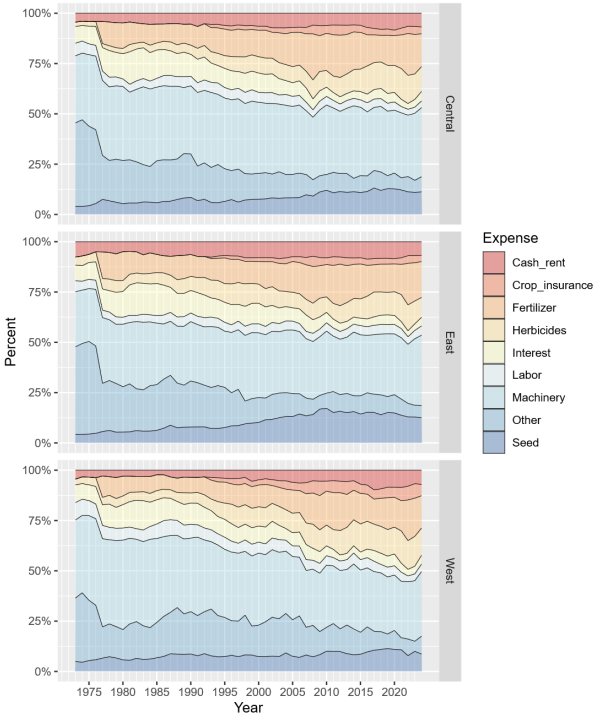 100%
75%
50%
25%
0%
Central
100%
75%
50%
25%
0%
East
100%
75%
50%
25%
0%
West
Percent
1975 1980 1985 1990 1995 2000 2005 2010 2015 2020
Year
Expense
Cash_rent
Crop_insurance
Fertilizer
Herbicides
Interest
Labor
Machinery
Other
Seed